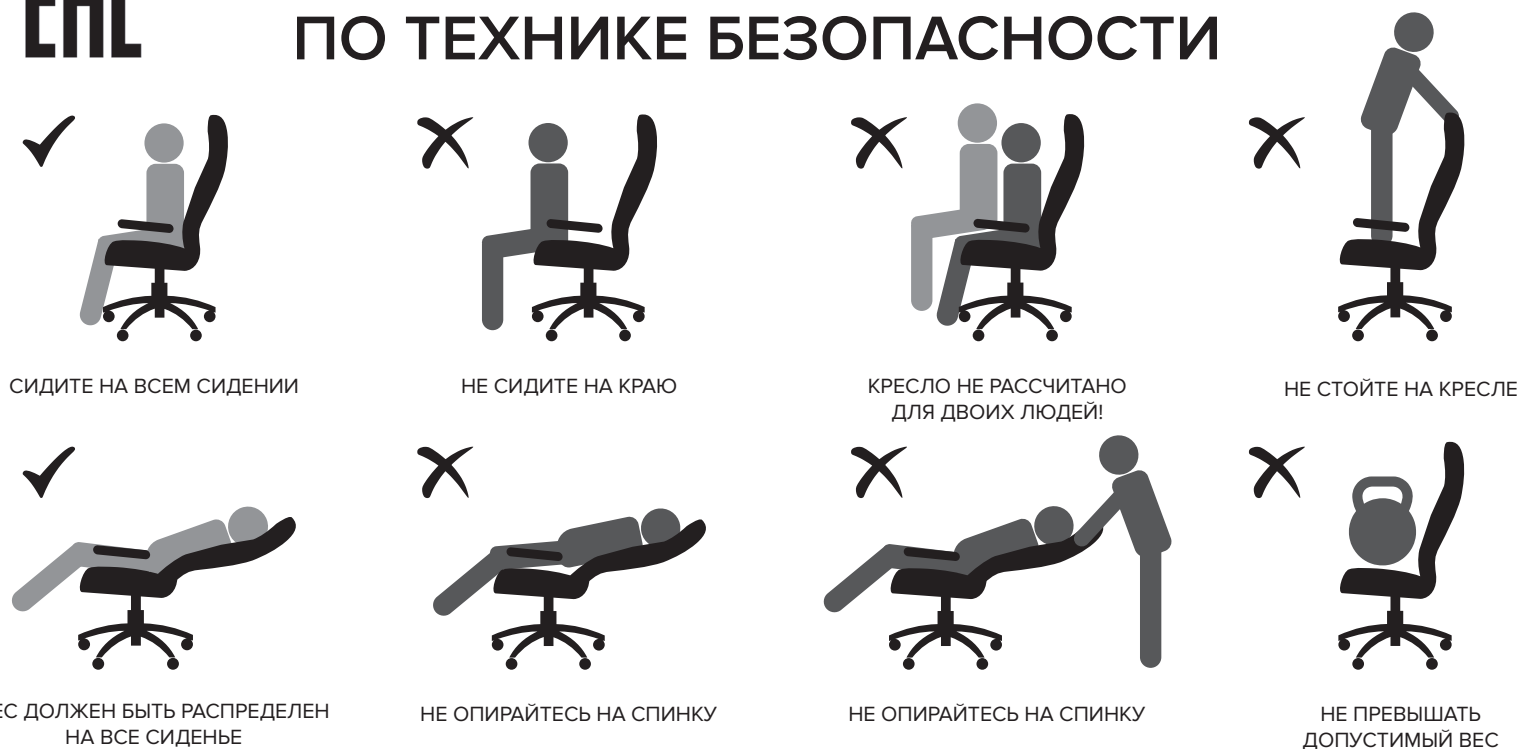 ПО ТЕХНИКЕ БЕЗОПАСНОСТИ
СИДИТЕ НА ВСЕМ СИДЕНИИ
НЕ СИДИТЕ НА КРАЮ
КРЕСЛО НЕ РАССЧИТАНО
ДЛЯ ДВОИХ ЛЮДЕЙ!
НЕ СТОЙТЕ НА КРЕСЛЕ
ЕС ДОЛЖЕН БЫТЬ РАСПРЕДЕЛЕН
НА ВСЕ СИДЕНЬЕ
НЕ ОПИРАЙТЕСЬ НА СПИНКУ
НЕ ОПИРАЙТЕСЬ НА СПИНКУ
НЕ ПРЕВЫШАТЬ
ДОПУСТИМЫЙ ВЕС